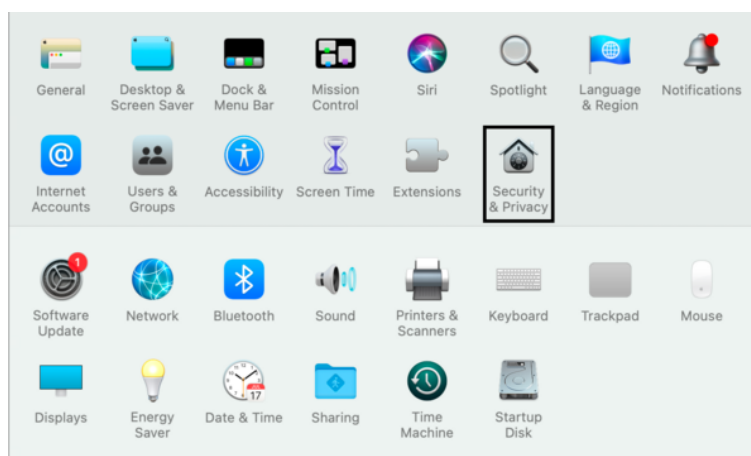 General
Desktop &
Screen Saver
Dock &
Menu Bar
Mission
Control
Siri
Spotlight
Language
& Region
Notifications
@
Internet
Accounts
Users &
Groups
Accessibility
Screen Time
Extensions
Security
& Privacy
1
Software
Update
Network
Bluetooth
Sound
Printers &
Scanners
Keyboard
Trackpad
Mouse
Displays
Energy
Saver
17
Date & Time
Sharing
Time
Machine
Startup
Disk